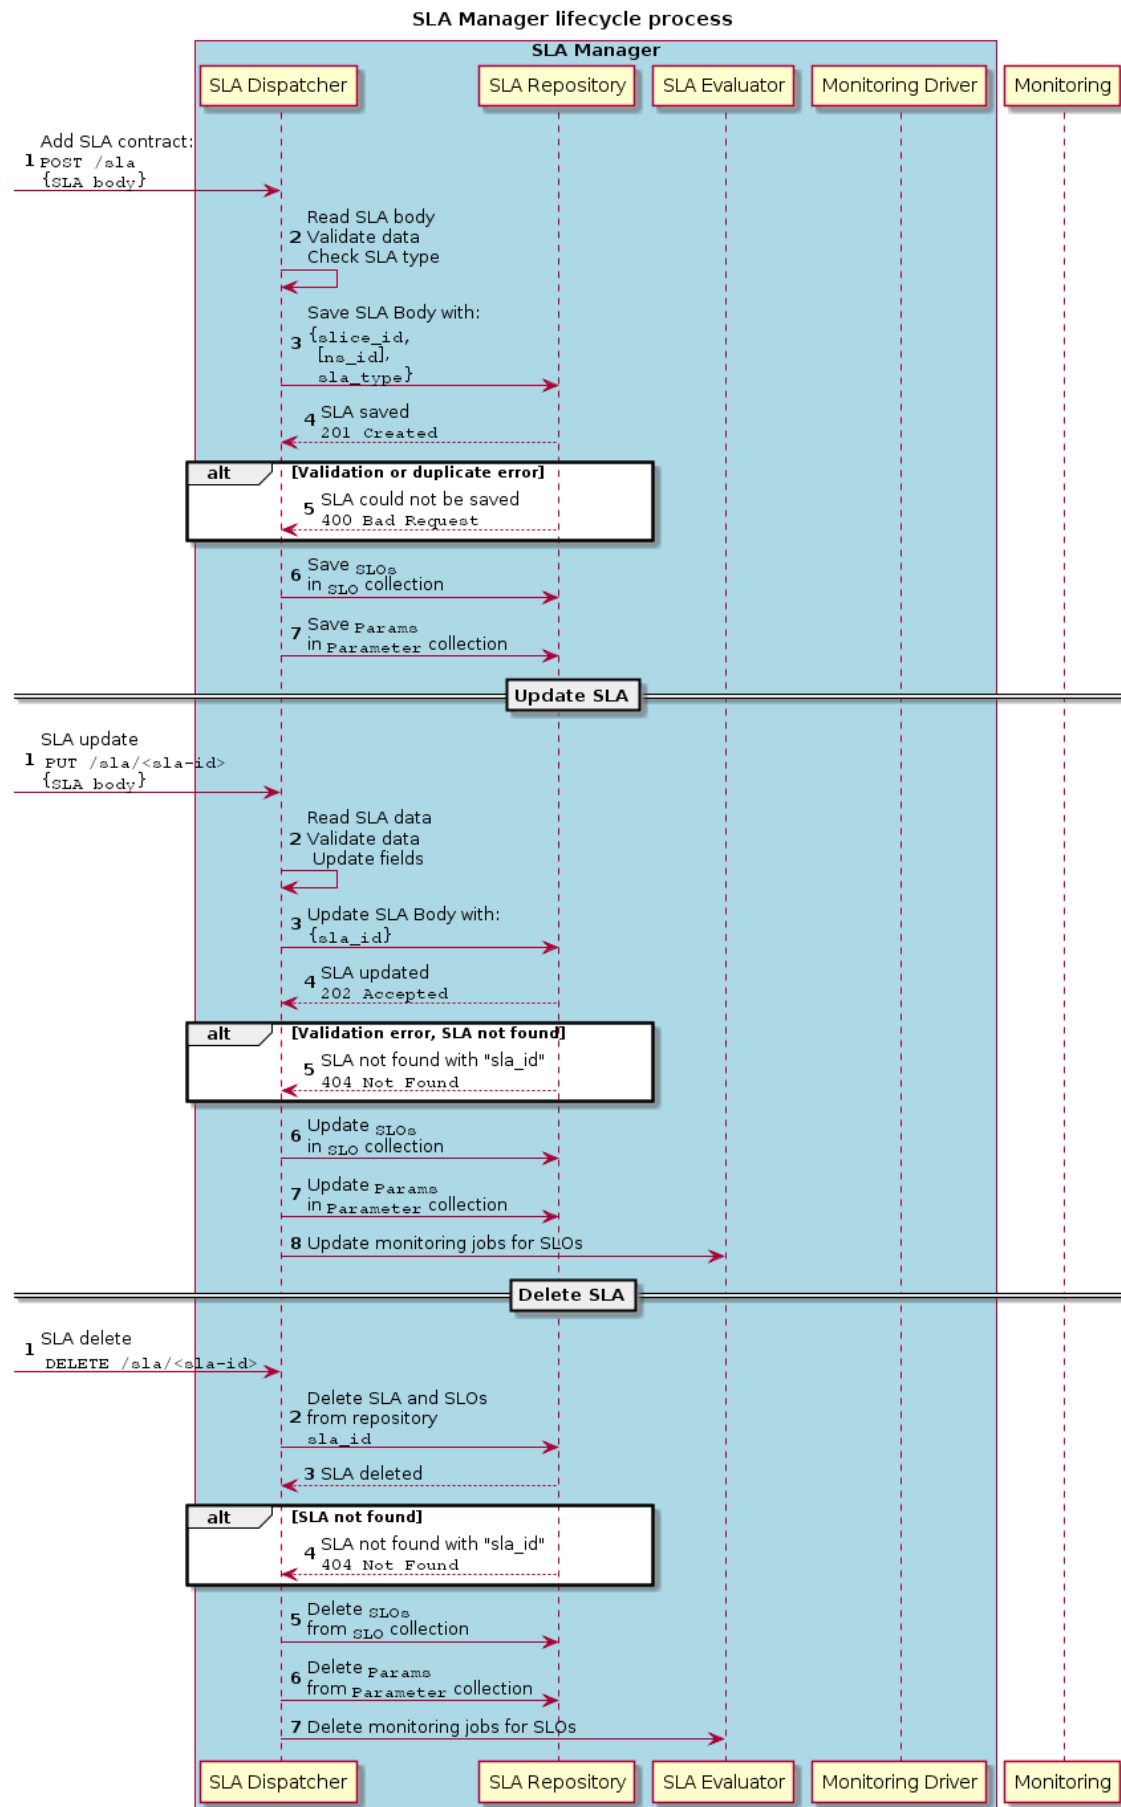 SLA Manager lifecycle process
SLA Manager
SLA Dispatcher
SLA Repository
SLA Evaluator
Monitoring Driver
Monitoring
Add SLA contract:
1 POST /sla
{SLA body}
Read SLA body
2 Validate data
Check SLA type
Save SLA Body with:
3 {slice_id,
[ns_id],
sla_type}
4 SLA saved
201 Created
alt [Validation or duplicate error]
5 SLA could not be saved
400 Bad Request
6 Save SLOs
in SLO collection
7 Save Params
in Parameter collection
Update SLA
SLA update
1 PUT /sla/<sla-id>
{SLA body}
Read SLA data
2 Validate data
Update fields
3 Update SLA Body with:
{sla_id}
4 SLA updated
202 Accepted
alt [Validation error, SLA not found]
5 SLA not found with "sla_id"
404 Not Found
6 Update SLOs
in SLO collection
7 Update Params
in Parameter collection
8 Update monitoring jobs for SLOs
Delete SLA
1 SLA delete
DELETE /sla/<sla-id>
Delete SLA and SLOs
2 from repository
sla_id
3 SLA deleted
alt [SLA not found]
4 SLA not found with "sla_id"
404 Not Found
5 Delete SLOs
from SLO collection
6 Delete Params
from Parameter collection
7 Delete monitoring jobs for SLOs
SLA Dispatcher
SLA Repository
SLA Evaluator
Monitoring Driver
Monitoring